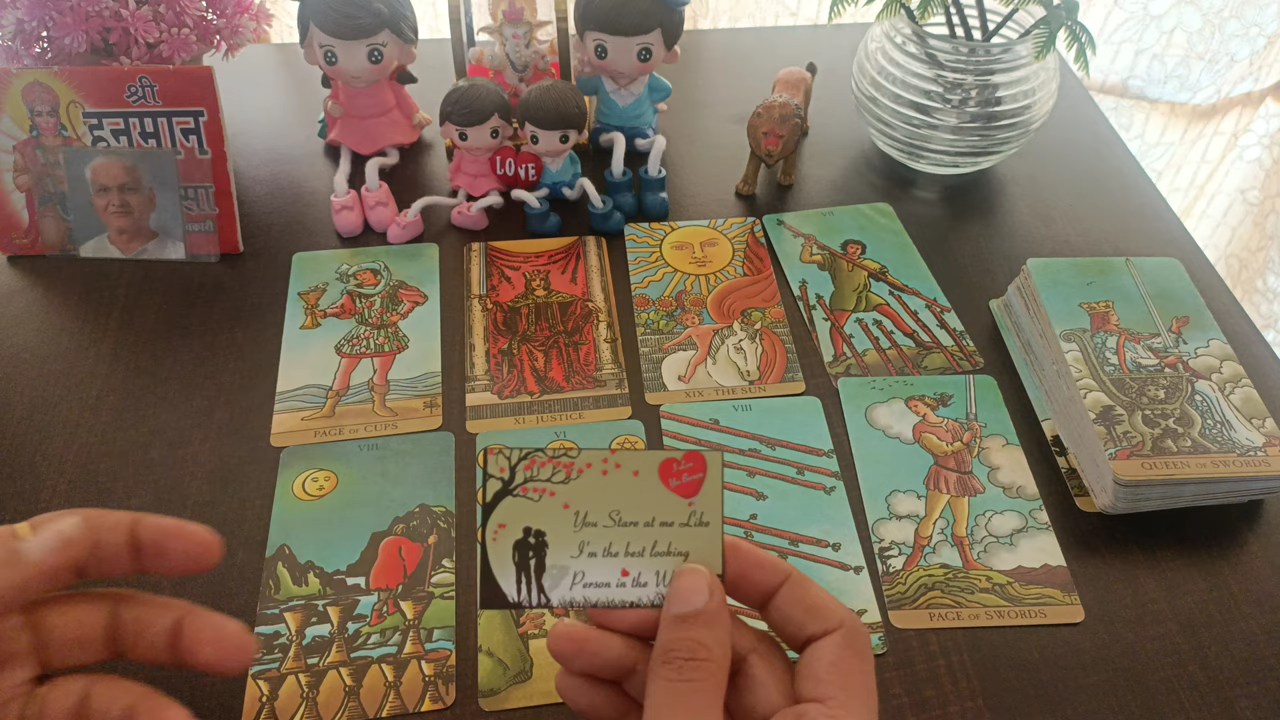 श्री
हनुमान
सा
LOVE
VII
PAGE OF CUPS
XI - JUSTICE
XIX - THE SUN
VIII
VI
VIII
I Love
You Stare at me Like
I'm the best looking
Person in the
PAGE OF SWORDS
QUEEN OF SWORDS